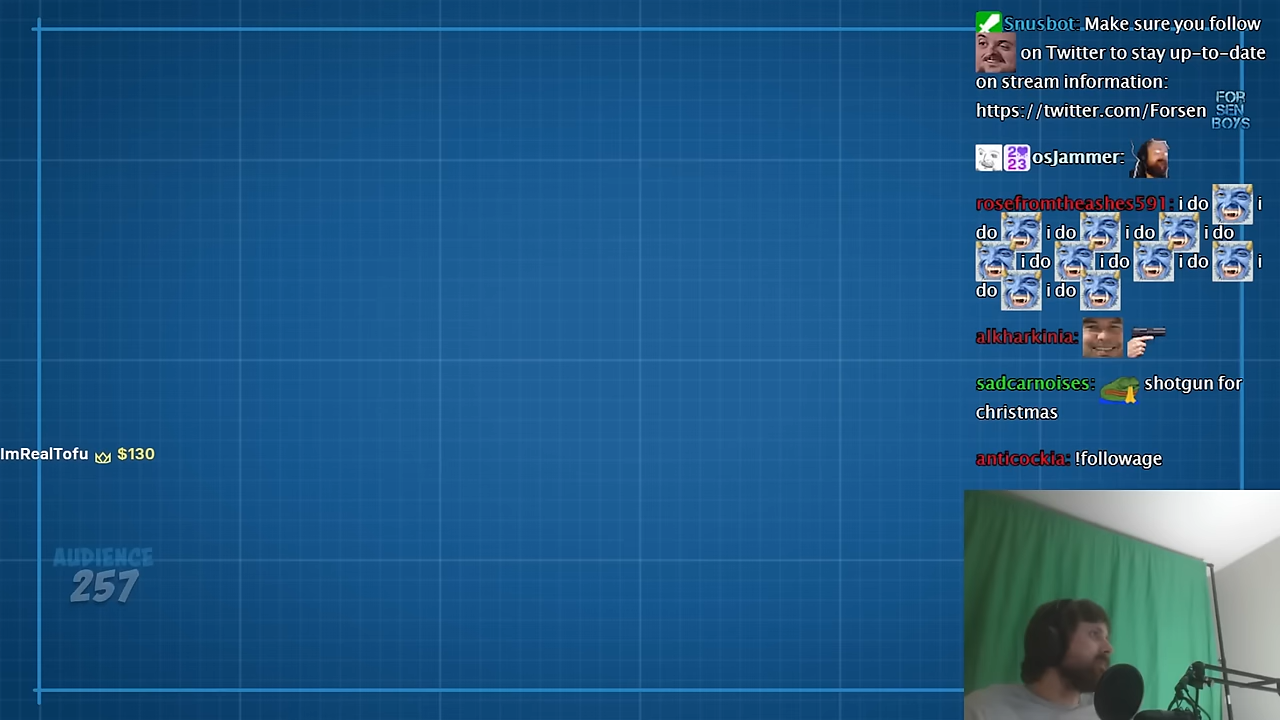 Snusbot: Make sure you follow
on Twitter to stay up-to-date
on stream information:
https://twitter.com/Forsen FOR SEN BOYS
2 23 osJammer:
rosefromtheashes591: i do i
do i do i do i do
i do i do i do i
do i do
alkharkinia:
sadcarnoises: shotgun for
christmas
anticockia: !followage
ImRealTofu $130
AUDIENCE
257